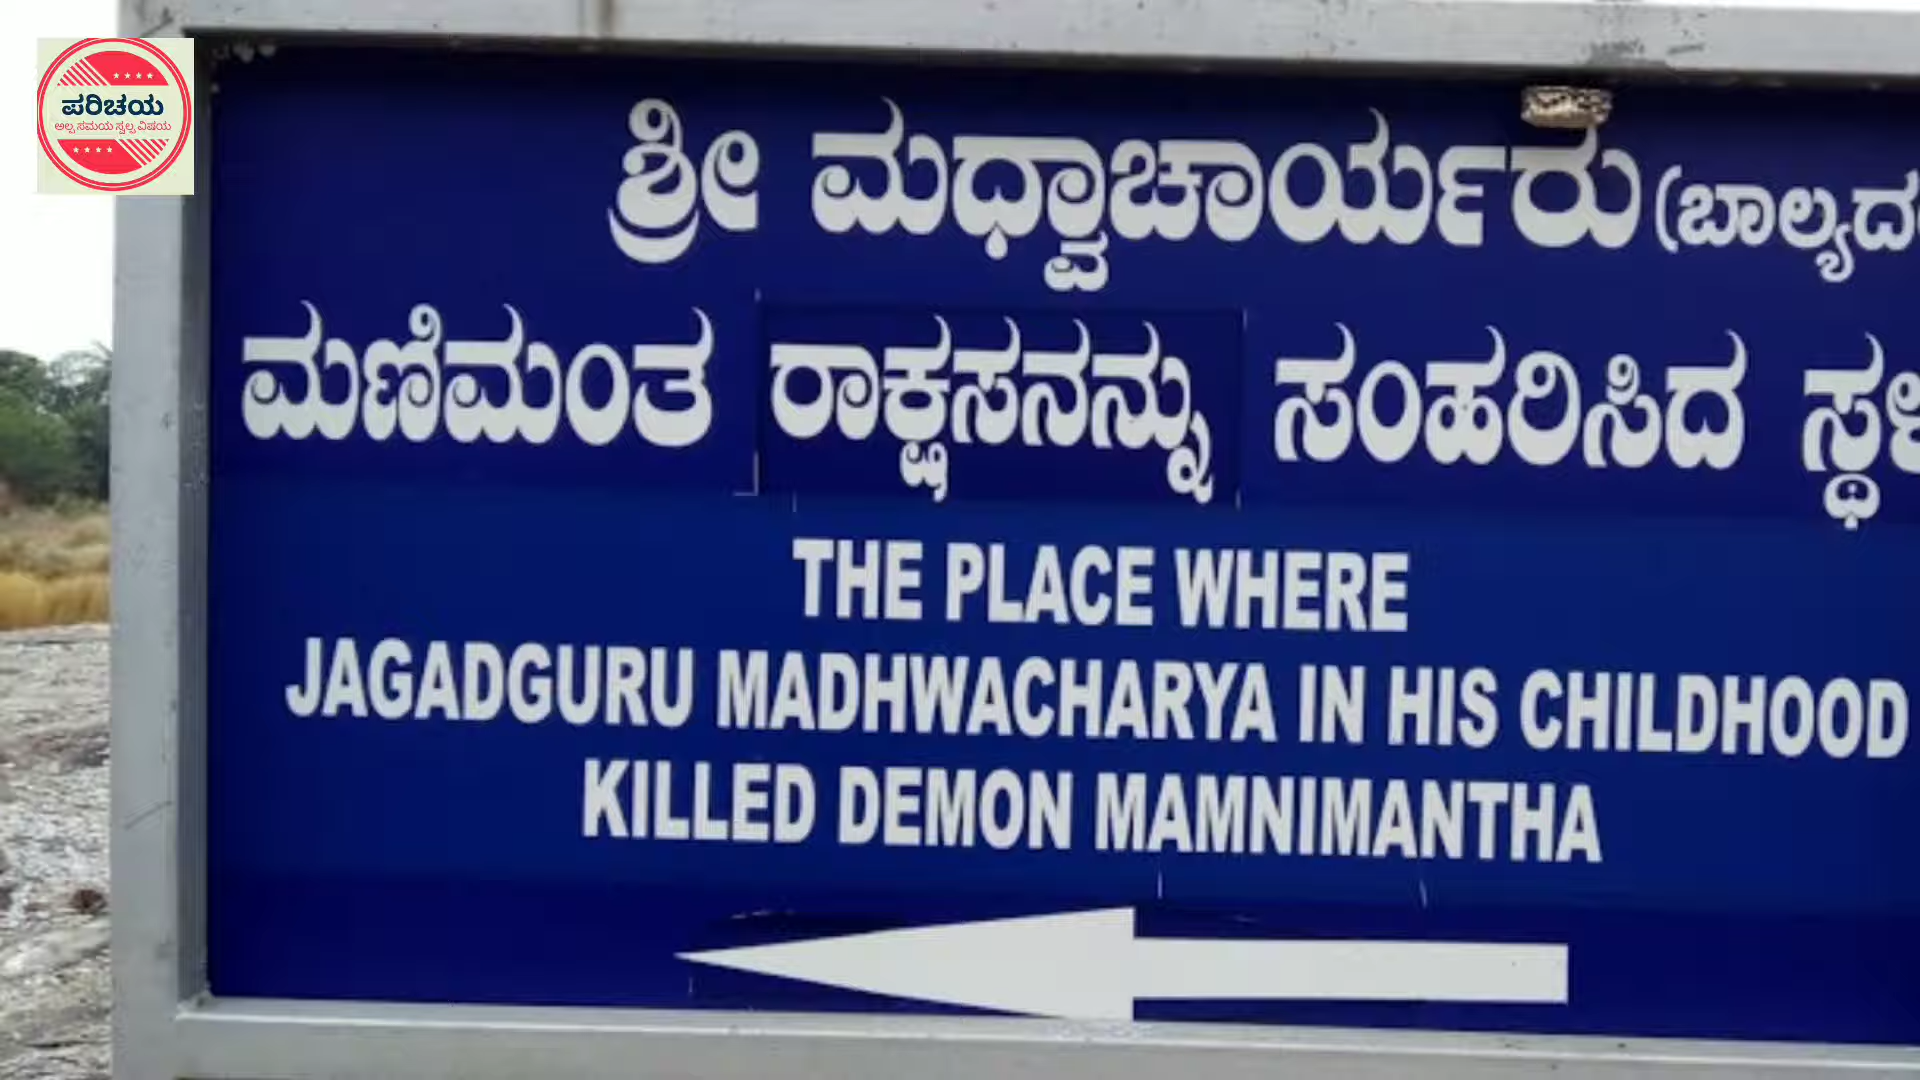 ಪರಿಚಯ
ಅಲ್ಪ ಸಮಯ ಸ್ವಲ್ಪ ವಿಷಯ
ಶ್ರೀ ಮಧ್ವಾಚಾರ್ಯರು (ಬಾಲ್ಯದ
ಮಣಿಮಂತ ರಾಕ್ಷಸನನ್ನು ಸಂಹರಿಸಿದ ಸ್ಥಳ
THE PLACE WHERE
JAGADGURU MADHWACHARYA IN HIS CHILDHOOD
KILLED DEMON MAMNIMANTHA